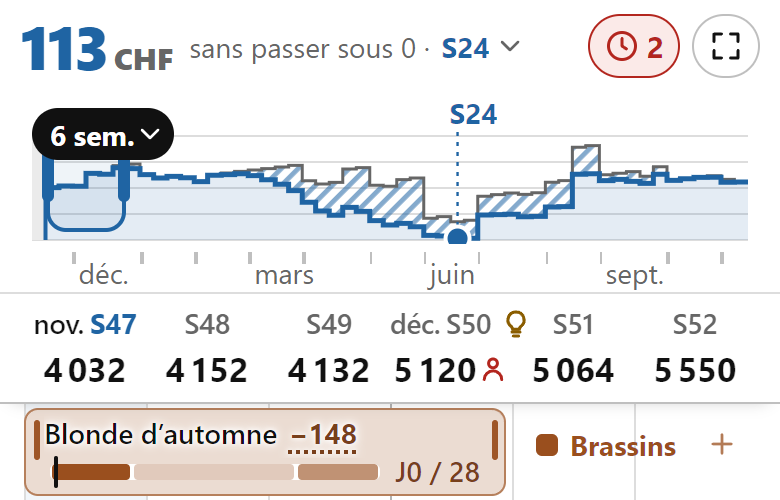 113 CHF sans passer sous 0 · S24 2
S24
6 sem.
déc. mars juin sept.
nov. S47 S48 S49 déc. S50 S51 S52
4 032 4 152 4 132 5 120 5 064 5 550
Blonde d’automne −148
J0 / 28
Brassins +